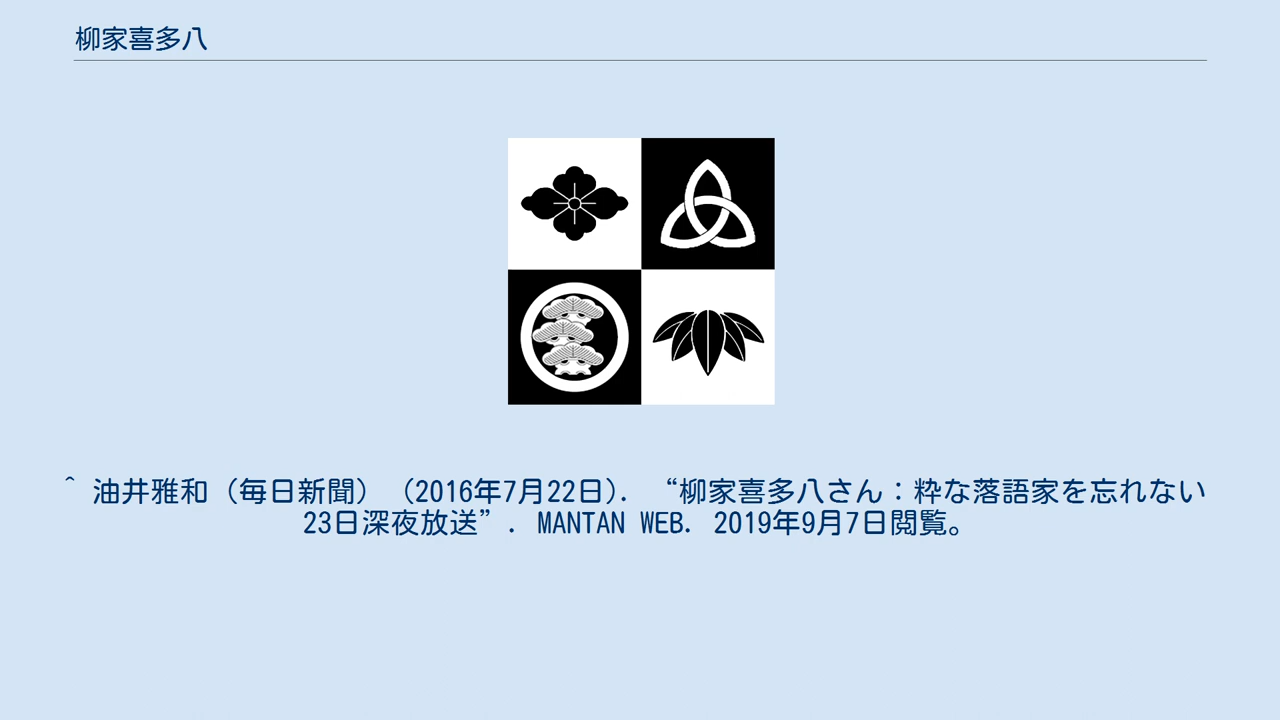 柳家喜多八
^ 油井雅和（毎日新聞）（2016年7月22日）. “柳家喜多八さん：粋な落語家を忘れない
23日深夜放送”. MANTAN WEB. 2019年9月7日閲覧。